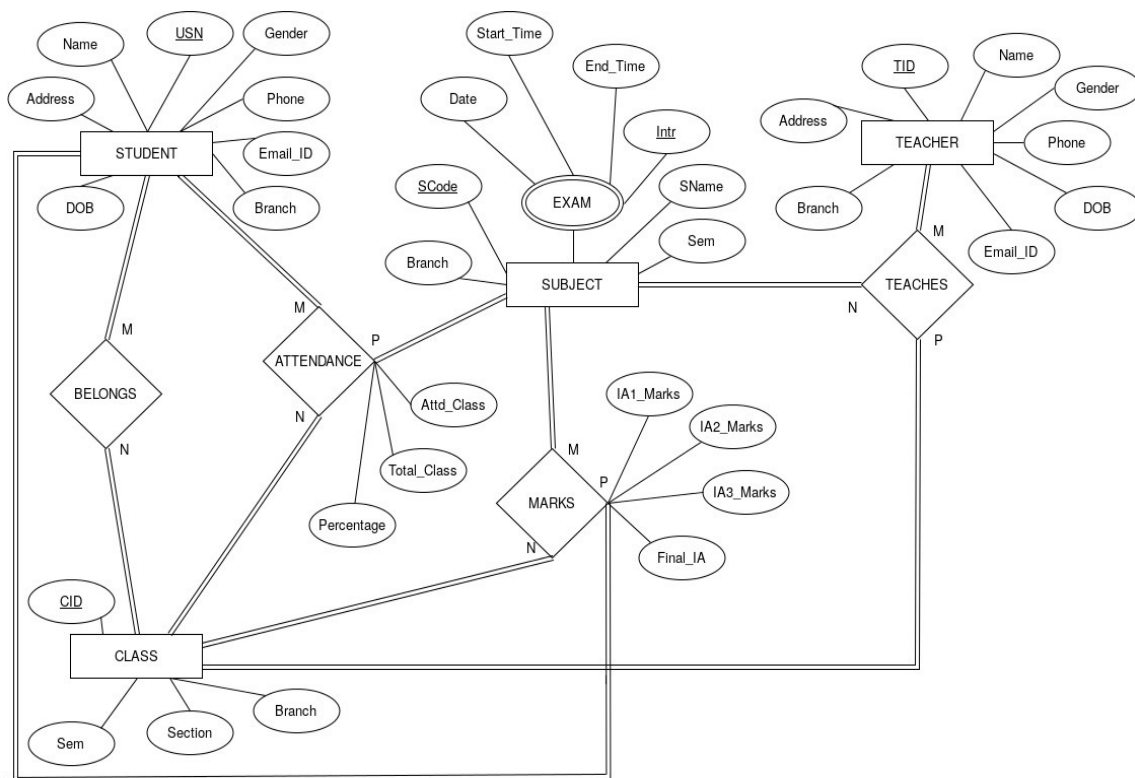 Start_Time
Name
USN
Gender
End_Time
TID
Name
Address
Phone
Date
Gender
Intr
Address
STUDENT
Email_ID
TEACHER
Phone
SCode
SName
DOB
Branch
EXAM
Branch
DOB
M
Sem
Email_ID
Branch
SUBJECT
TEACHES
M
M
N
P
P
ATTENDANCE
BELONGS
IA1_Marks
Attd_Class
N
IA2_Marks
N
M
Total_Class
P
IA3_Marks
MARKS
Percentage
N
Final_IA
CID
CLASS
Branch
Section
Sem